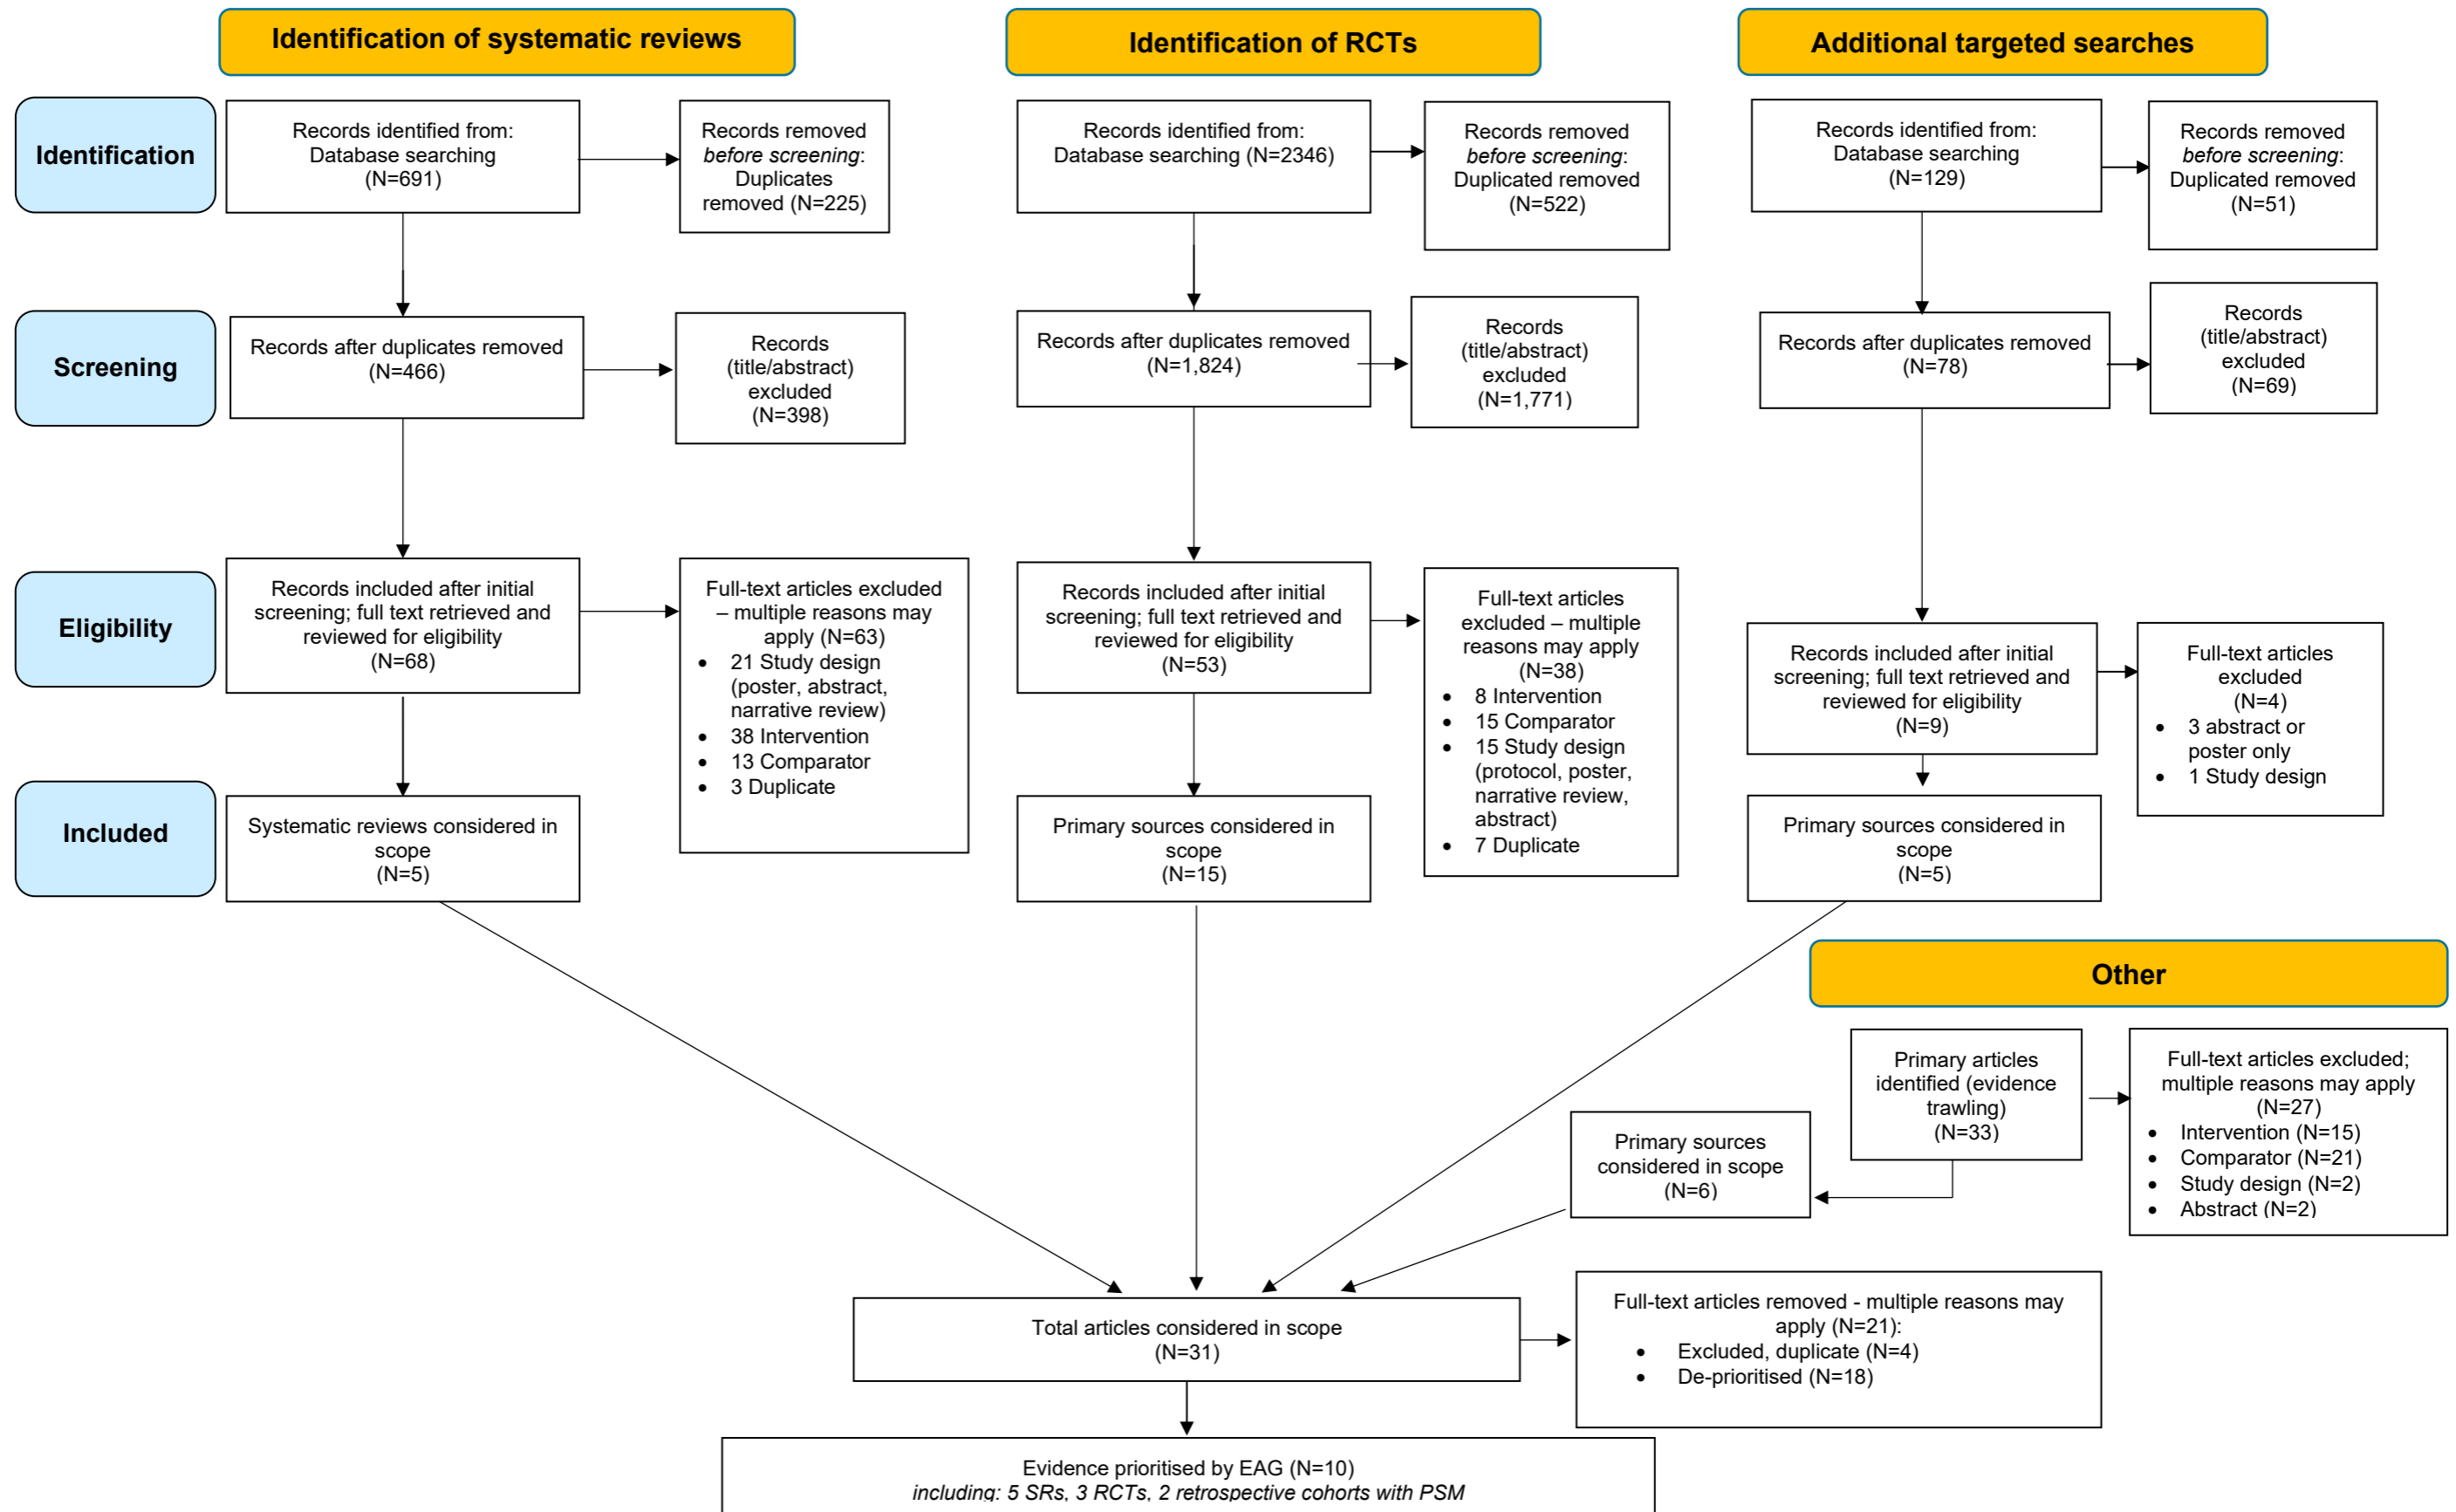 Identification of systematic reviews
Identification of RCTs
Additional targeted searches
Identification
Records identified from:
Database searching
(N=691)
Records removed
before screening:
Duplicates
removed (N=225)
Records identified from:
Database searching (N=2346)
Records removed
before screening:
Duplicated removed
(N=522)
Records identified from:
Database searching
(N=129)
Records removed
before screening:
Duplicated removed
(N=51)
Screening
Records after duplicates removed
(N=466)
Records
(title/abstract)
excluded
(N=398)
Records after duplicates removed
(N=1,824)
Records
(title/abstract)
excluded
(N=1,771)
Records after duplicates removed
(N=78)
Records
(title/abstract)
excluded
(N=69)
Eligibility
Records included after initial
screening; full text retrieved and
reviewed for eligibility
(N=68)
Full-text articles excluded
– multiple reasons may
apply (N=63)
• 21 Study design
(poster, abstract,
narrative review)
• 38 Intervention
• 13 Comparator
• 3 Duplicate
Records included after initial
screening; full text retrieved and
reviewed for eligibility
(N=53)
Full-text articles
excluded – multiple
reasons may apply
(N=38)
• 8 Intervention
• 15 Comparator
• 15 Study design
(protocol, poster,
narrative review,
abstract)
• 7 Duplicate
Records included after initial
screening; full text retrieved and
reviewed for eligibility
(N=9)
Full-text articles
excluded
(N=4)
• 3 abstract or
poster only
• 1 Study design
Included
Systematic reviews considered in
scope
(N=5)
Primary sources considered in
scope
(N=15)
Primary sources considered in
scope
(N=5)
Other
Primary articles
identified (evidence
trawling)
(N=33)
Full-text articles excluded;
multiple reasons may apply
(N=27)
• Intervention (N=15)
• Comparator (N=21)
• Study design (N=2)
• Abstract (N=2)
Primary sources
considered in scope
(N=6)
Total articles considered in scope
(N=31)
Full-text articles removed - multiple reasons may
apply (N=21):
• Excluded, duplicate (N=4)
• De-prioritised (N=18)
Evidence prioritised by EAG (N=10)
including: 5 SRs, 3 RCTs, 2 retrospective cohorts with PSM